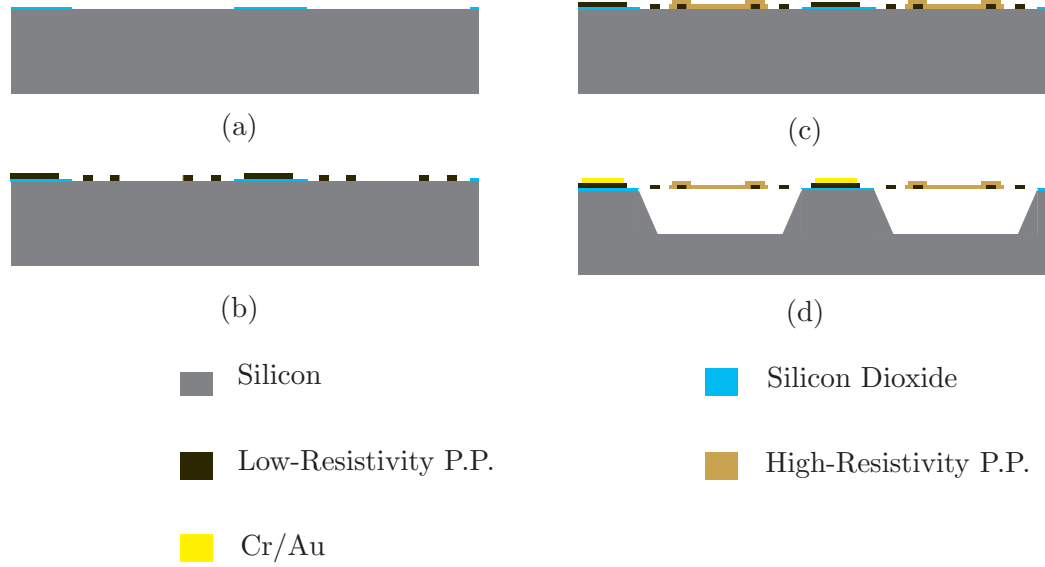 (a)
(c)
(b)
(d)
Silicon
Silicon Dioxide
Low-Resistivity P.P.
High-Resistivity P.P.
Cr/Au